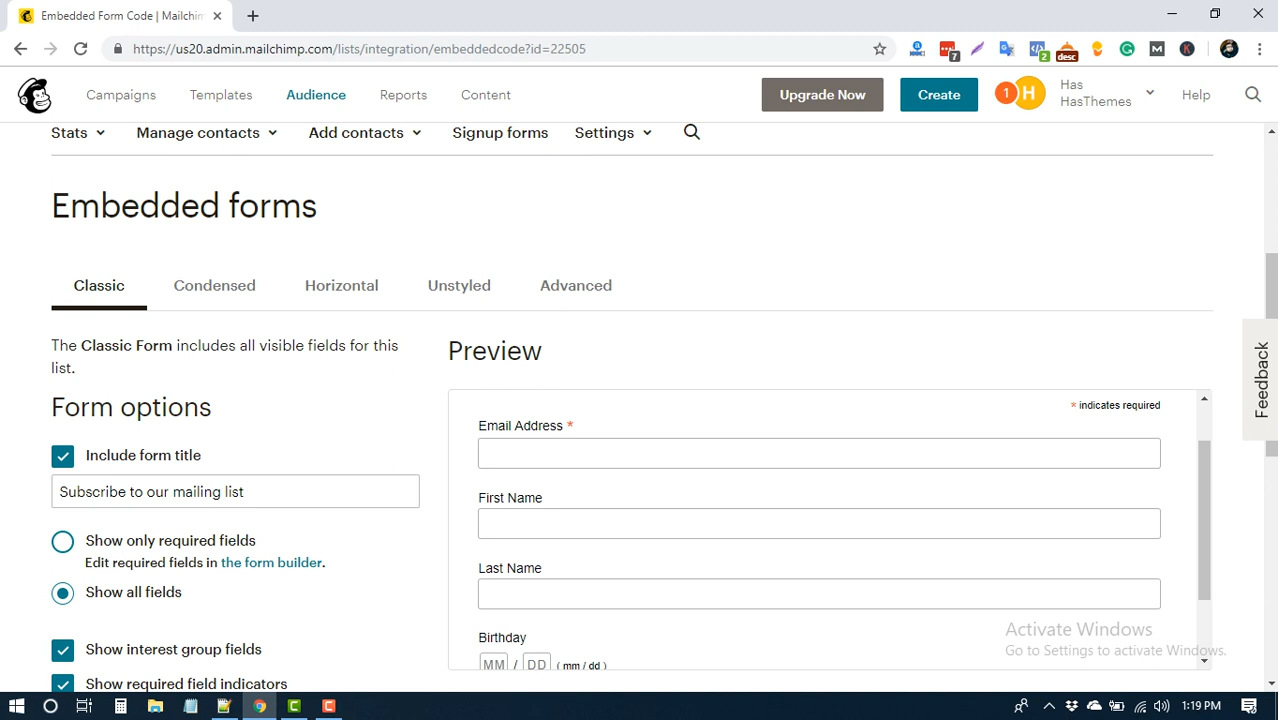 Embedded Form Code | Mailchim
https://us20.admin.mailchimp.com/lists/integration/embeddedcode?id=22505
7
2
desc
M
K
Campaigns
Templates
Audience
Reports
Content
Upgrade Now
Create
1
H
Has
HasThemes
Help
Stats
Manage contacts
Add contacts
Signup forms
Settings
Embedded forms
Classic
Condensed
Horizontal
Unstyled
Advanced
The Classic Form includes all visible fields for this
list.
Form options
Include form title
Subscribe to our mailing list
Show only required fields
Edit required fields in the form builder.
Show all fields
Show interest group fields
Show required field indicators
Preview
* indicates required
Email Address *
First Name
Last Name
Birthday
MM / DD ( mm / dd )
Feedback
Activate Windows
Go to Settings to activate Windows.
1:19 PM